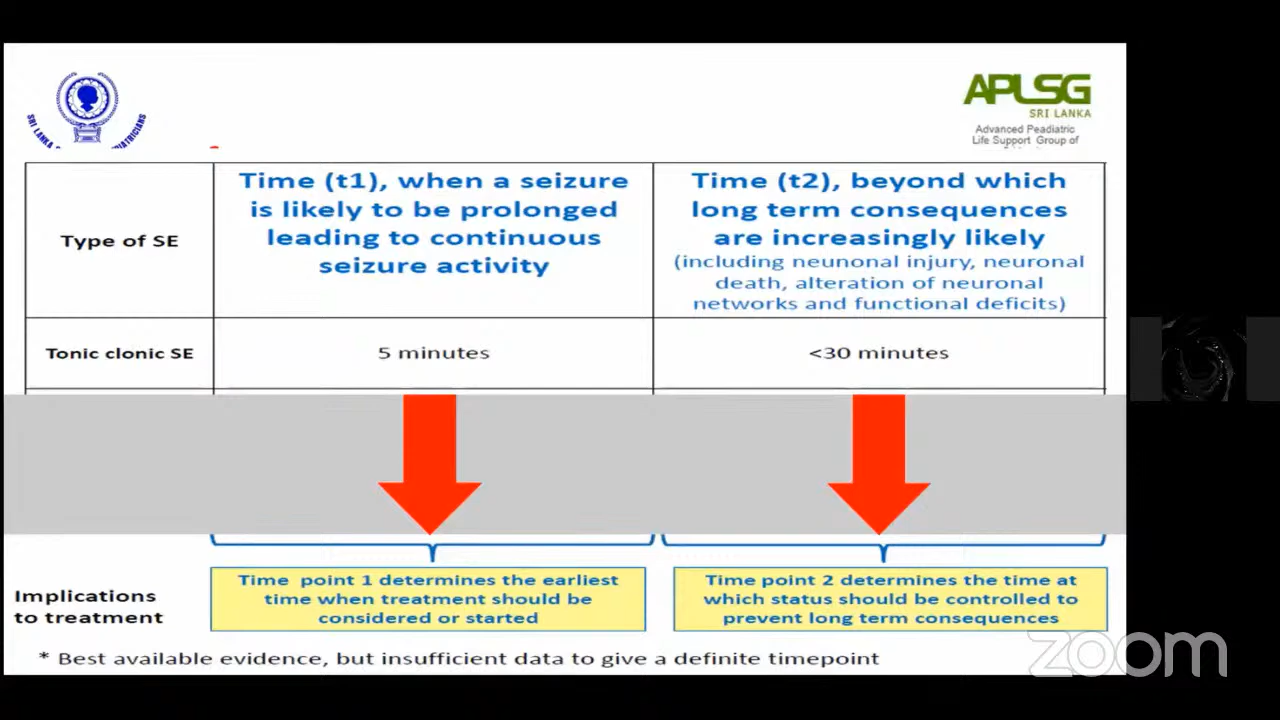 SRI LANKA
APLSG
SRI LANKA
Advanced Peadiatric
Life Support Group of
Type of SE
Time (t1), when a seizure
is likely to be prolonged
leading to continuous
seizure activity
Time (t2), beyond which
long term consequences
are increasingly likely
(including neunonal injury, neuronal
death, alteration of neuronal
networks and functional deficits)
Tonic clonic SE
5 minutes
<30 minutes
Implications
to treatment
Time point 1 determines the earliest
time when treatment should be
considered or started
Time point 2 determines the time at
which status should be controlled to
prevent long term consequences
* Best available evidence, but insufficient data to give a definite timepoint
zoom